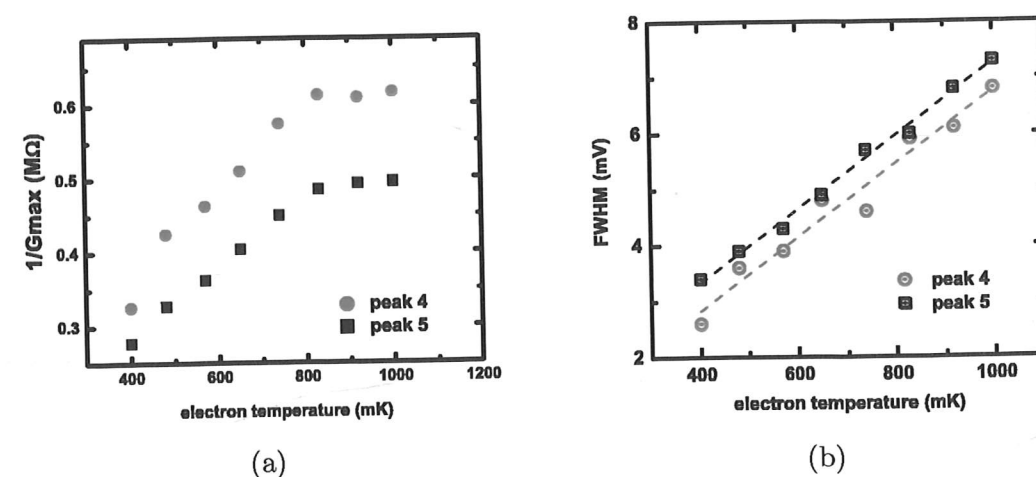 1/Gmax (MΩ)
0.6
0.5
0.4
0.3
400
600
800
1000
1200
electron temperature (mK)
peak 4
peak 5
(a)
FWHM (mV)
8
6
4
2
400
600
800
1000
electron temperature (mK)
peak 4
peak 5
(b)